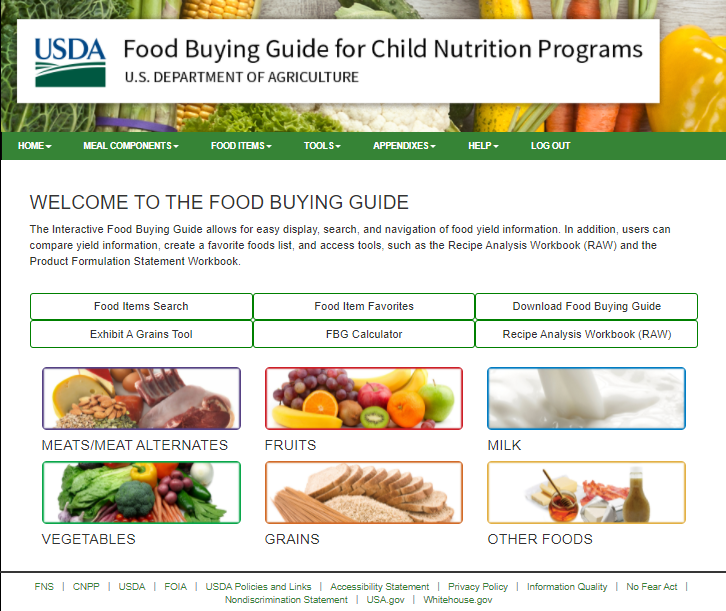 USDA
Food Buying Guide for Child Nutrition Programs
U.S. DEPARTMENT OF AGRICULTURE
HOME MEAL COMPONENTS FOOD ITEMS TOOLS APPENDIXES HELP LOG OUT
WELCOME TO THE FOOD BUYING GUIDE
The Interactive Food Buying Guide allows for easy display, search, and navigation of food yield information. In addition, users can
compare yield information, create a favorite foods list, and access tools, such as the Recipe Analysis Workbook (RAW) and the
Product Formulation Statement Workbook.
Food Items Search Food Item Favorites Download Food Buying Guide
Exhibit A Grains Tool FBG Calculator Recipe Analysis Workbook (RAW)
MEATS/MEAT ALTERNATES FRUITS MILK
VEGETABLES GRAINS OTHER FOODS
FNS | CNPP | USDA | FOIA | USDA Policies and Links | Accessibility Statement | Privacy Policy | Information Quality | No Fear Act |
Nondiscrimination Statement | USA.gov | Whitehouse.gov